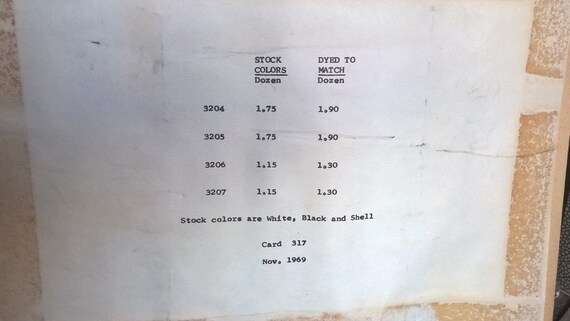 STOCK DYED TO
COLORS MATCH
Dozen Dozen
3204 1.75 1.90
3205 1.75 1.90
3206 1.15 1.30
3207 1.15 1.30
Stock colors are White, Black and Shell
Card 317
Nov. 1969